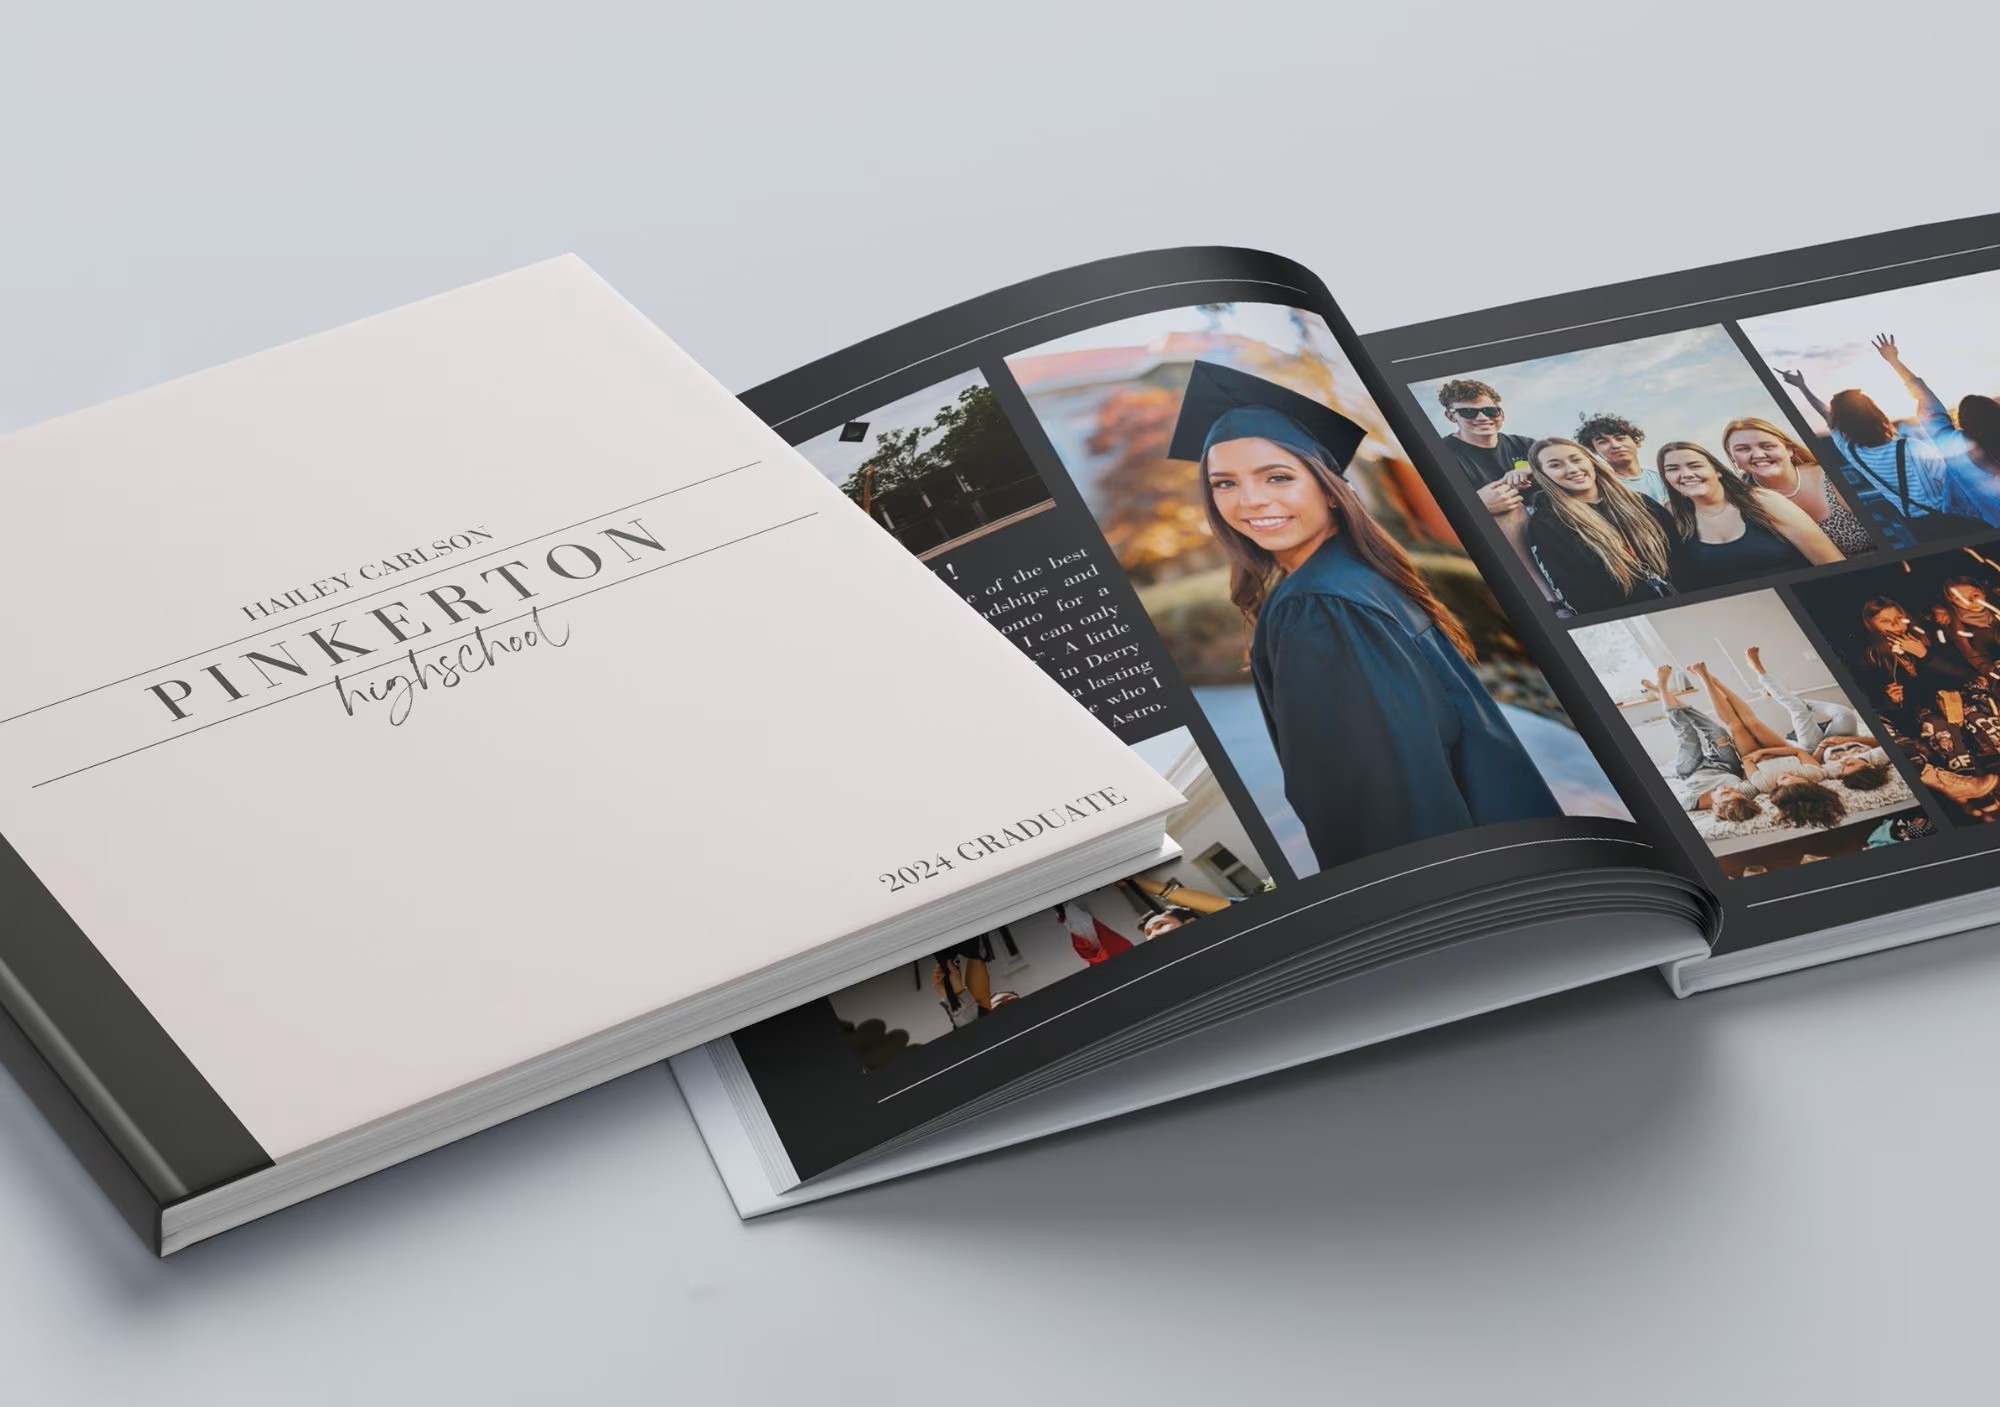 HAILEY CARLSON
PINKERTON
highschool
2024 GRADUATE
!
of the best
and
onto for a
I can only
. A little
in Derry
a lasting
who I
Astro.